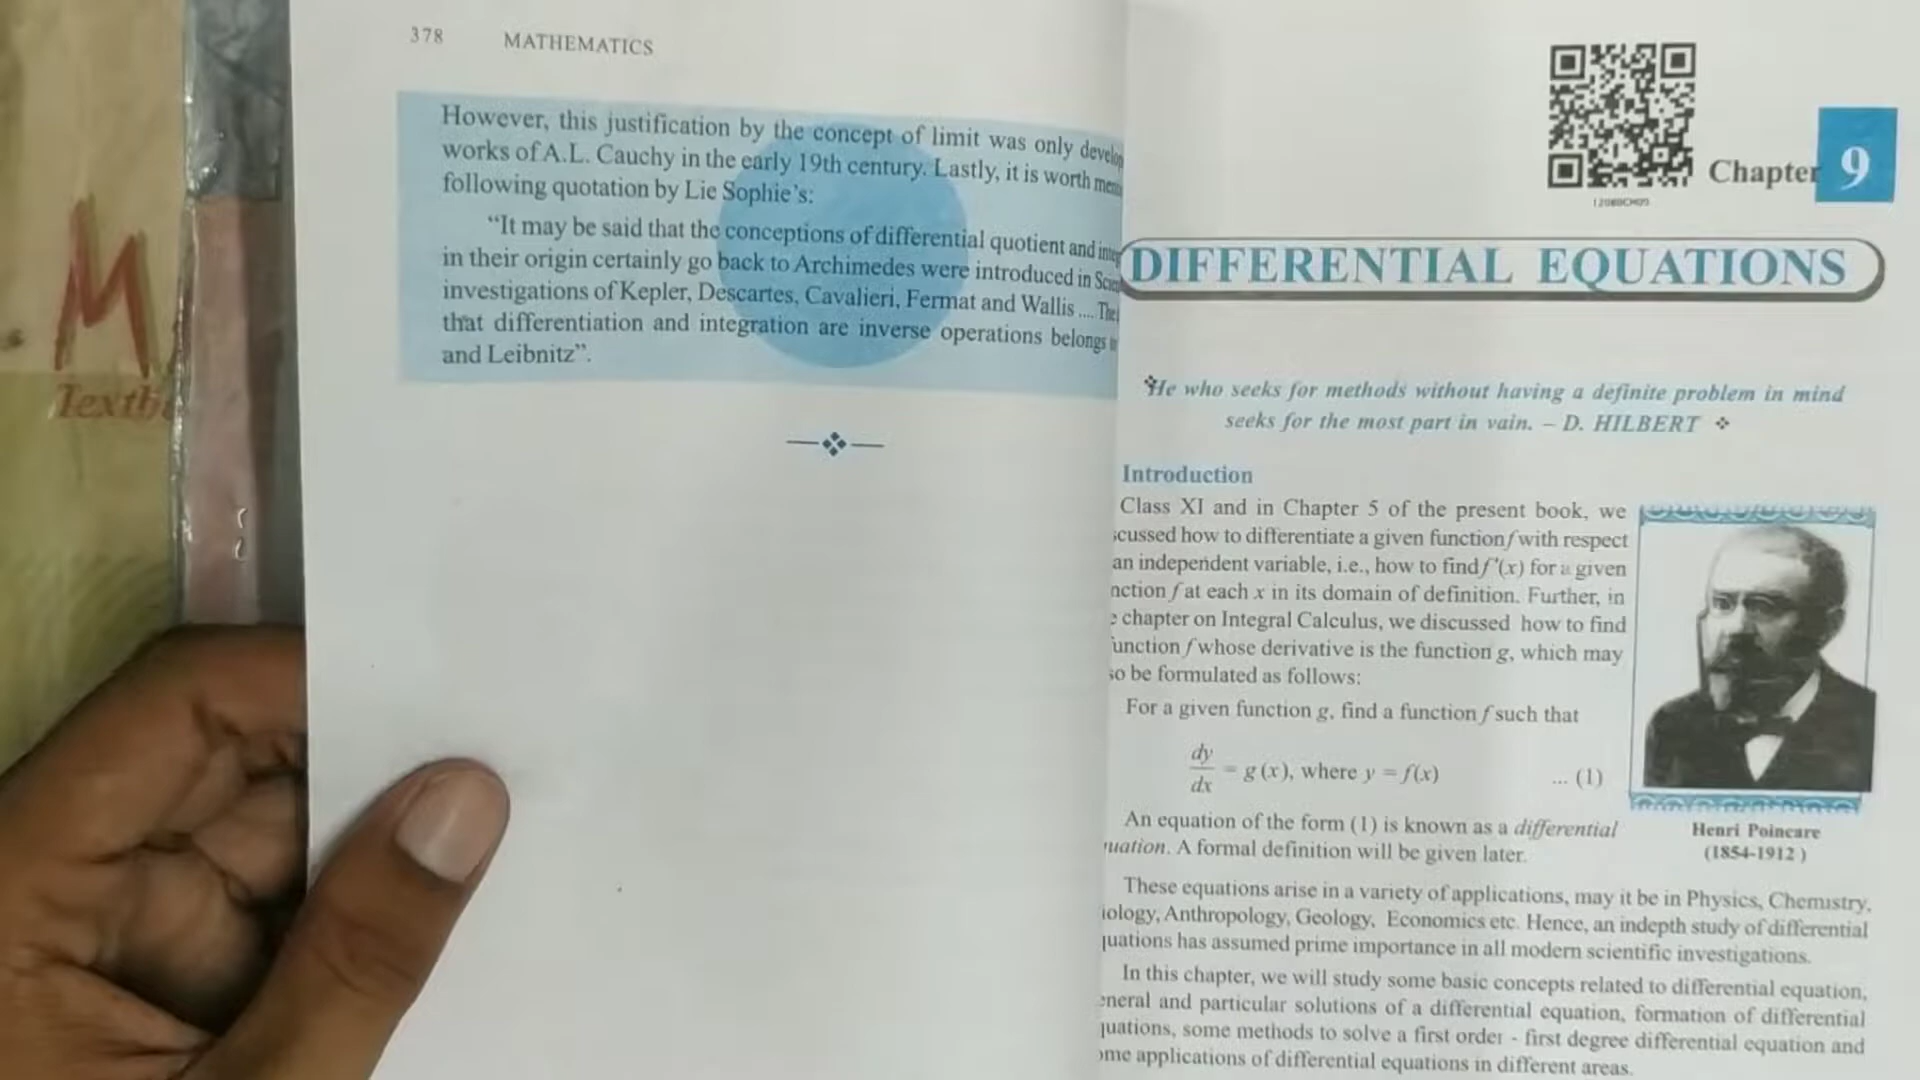 M
Textb
378 MATHEMATICS
However, this justification by the concept of limit was only develop
works of A.L. Cauchy in the early 19th century. Lastly, it is worth men
following quotation by Lie Sophie's:
“It may be said that the conceptions of differential quotient and integ
in their origin certainly go back to Archimedes were introduced in Scien
investigations of Kepler, Descartes, Cavalieri, Fermat and Wallis .... The
that differentiation and integration are inverse operations belongs
and Leibnitz”.
12080CH09
Chapter 9
DIFFERENTIAL EQUATIONS
❖He who seeks for methods without having a definite problem in mind
seeks for the most part in vain. – D. HILBERT ❖
Introduction
Class XI and in Chapter 5 of the present book, we
scussed how to differentiate a given function f with respect
an independent variable, i.e., how to find f′(x) for a given
nction f at each x in its domain of definition. Further, in
e chapter on Integral Calculus, we discussed how to find
unction f whose derivative is the function g, which may
so be formulated as follows:
For a given function g, find a function f such that
dy/dx = g (x), where y = f(x) ... (1)
An equation of the form (1) is known as a differential
uation. A formal definition will be given later.
Henri Poincare
(1854-1912 )
These equations arise in a variety of applications, may it be in Physics, Chemistry,
iology, Anthropology, Geology, Economics etc. Hence, an indepth study of differential
quations has assumed prime importance in all modern scientific investigations.
In this chapter, we will study some basic concepts related to differential equation,
eneral and particular solutions of a differential equation, formation of differential
quations, some methods to solve a first order - first degree differential equation and
ome applications of differential equations in different areas.